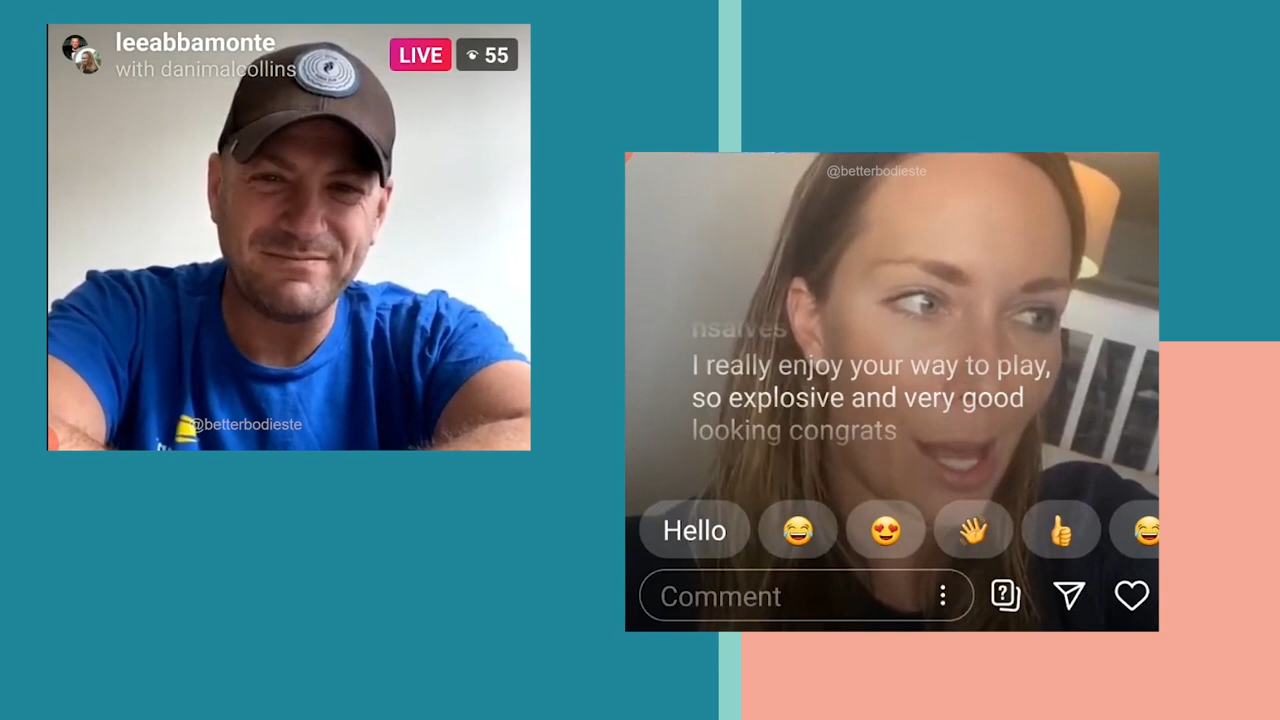 leeabbamonte
with danimalcollins
LIVE
55
@betterbodieste
@betterbodieste
nsalves
I really enjoy your way to play,
so explosive and very good
looking congrats
Hello
Comment